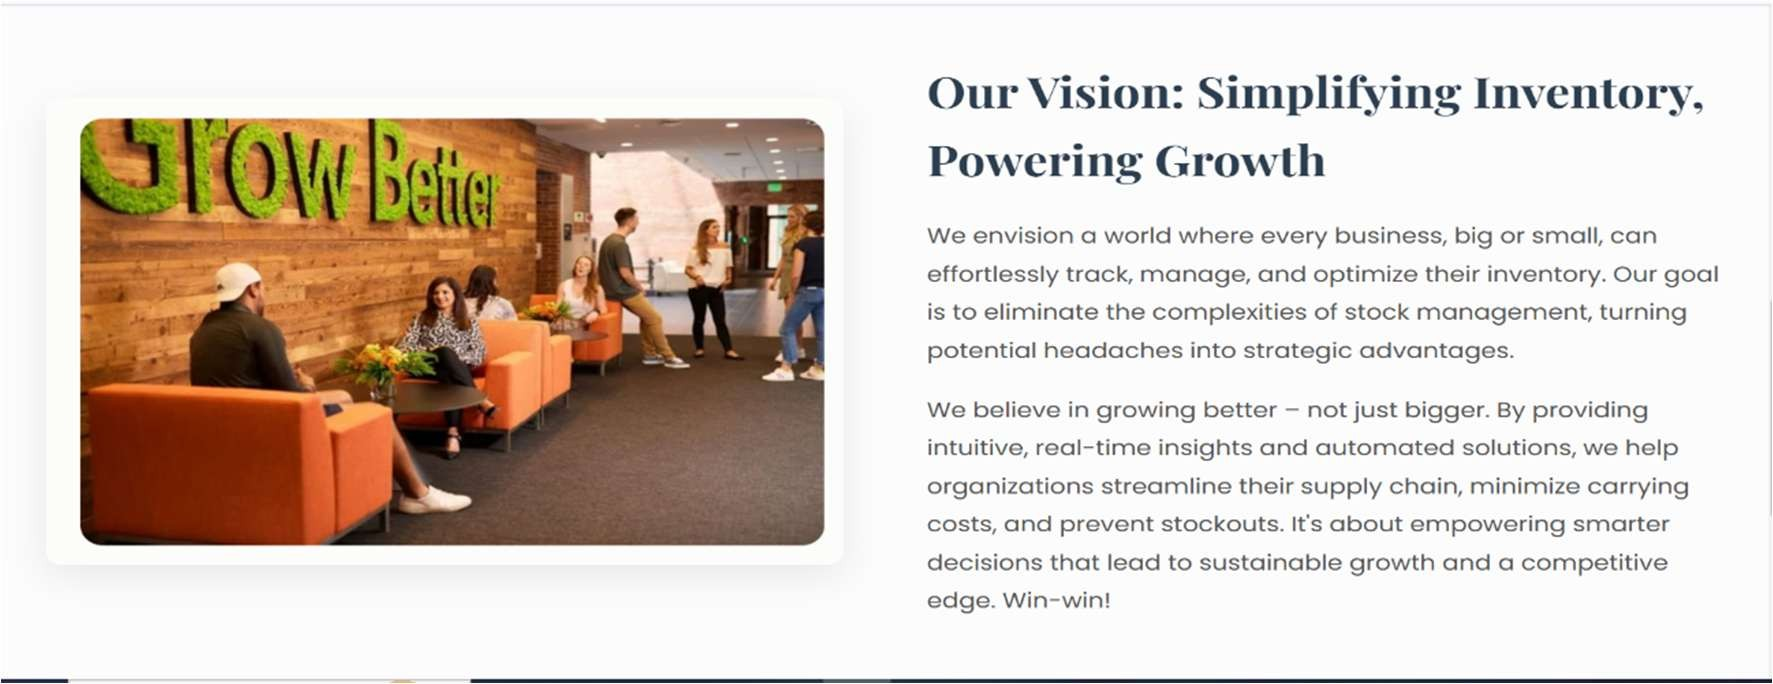 Grow Better
Our Vision: Simplifying Inventory,
Powering Growth
We envision a world where every business, big or small, can
effortlessly track, manage, and optimize their inventory. Our goal
is to eliminate the complexities of stock management, turning
potential headaches into strategic advantages.
We believe in growing better – not just bigger. By providing
intuitive, real-time insights and automated solutions, we help
organizations streamline their supply chain, minimize carrying
costs, and prevent stockouts. It's about empowering smarter
decisions that lead to sustainable growth and a competitive
edge. Win-win!